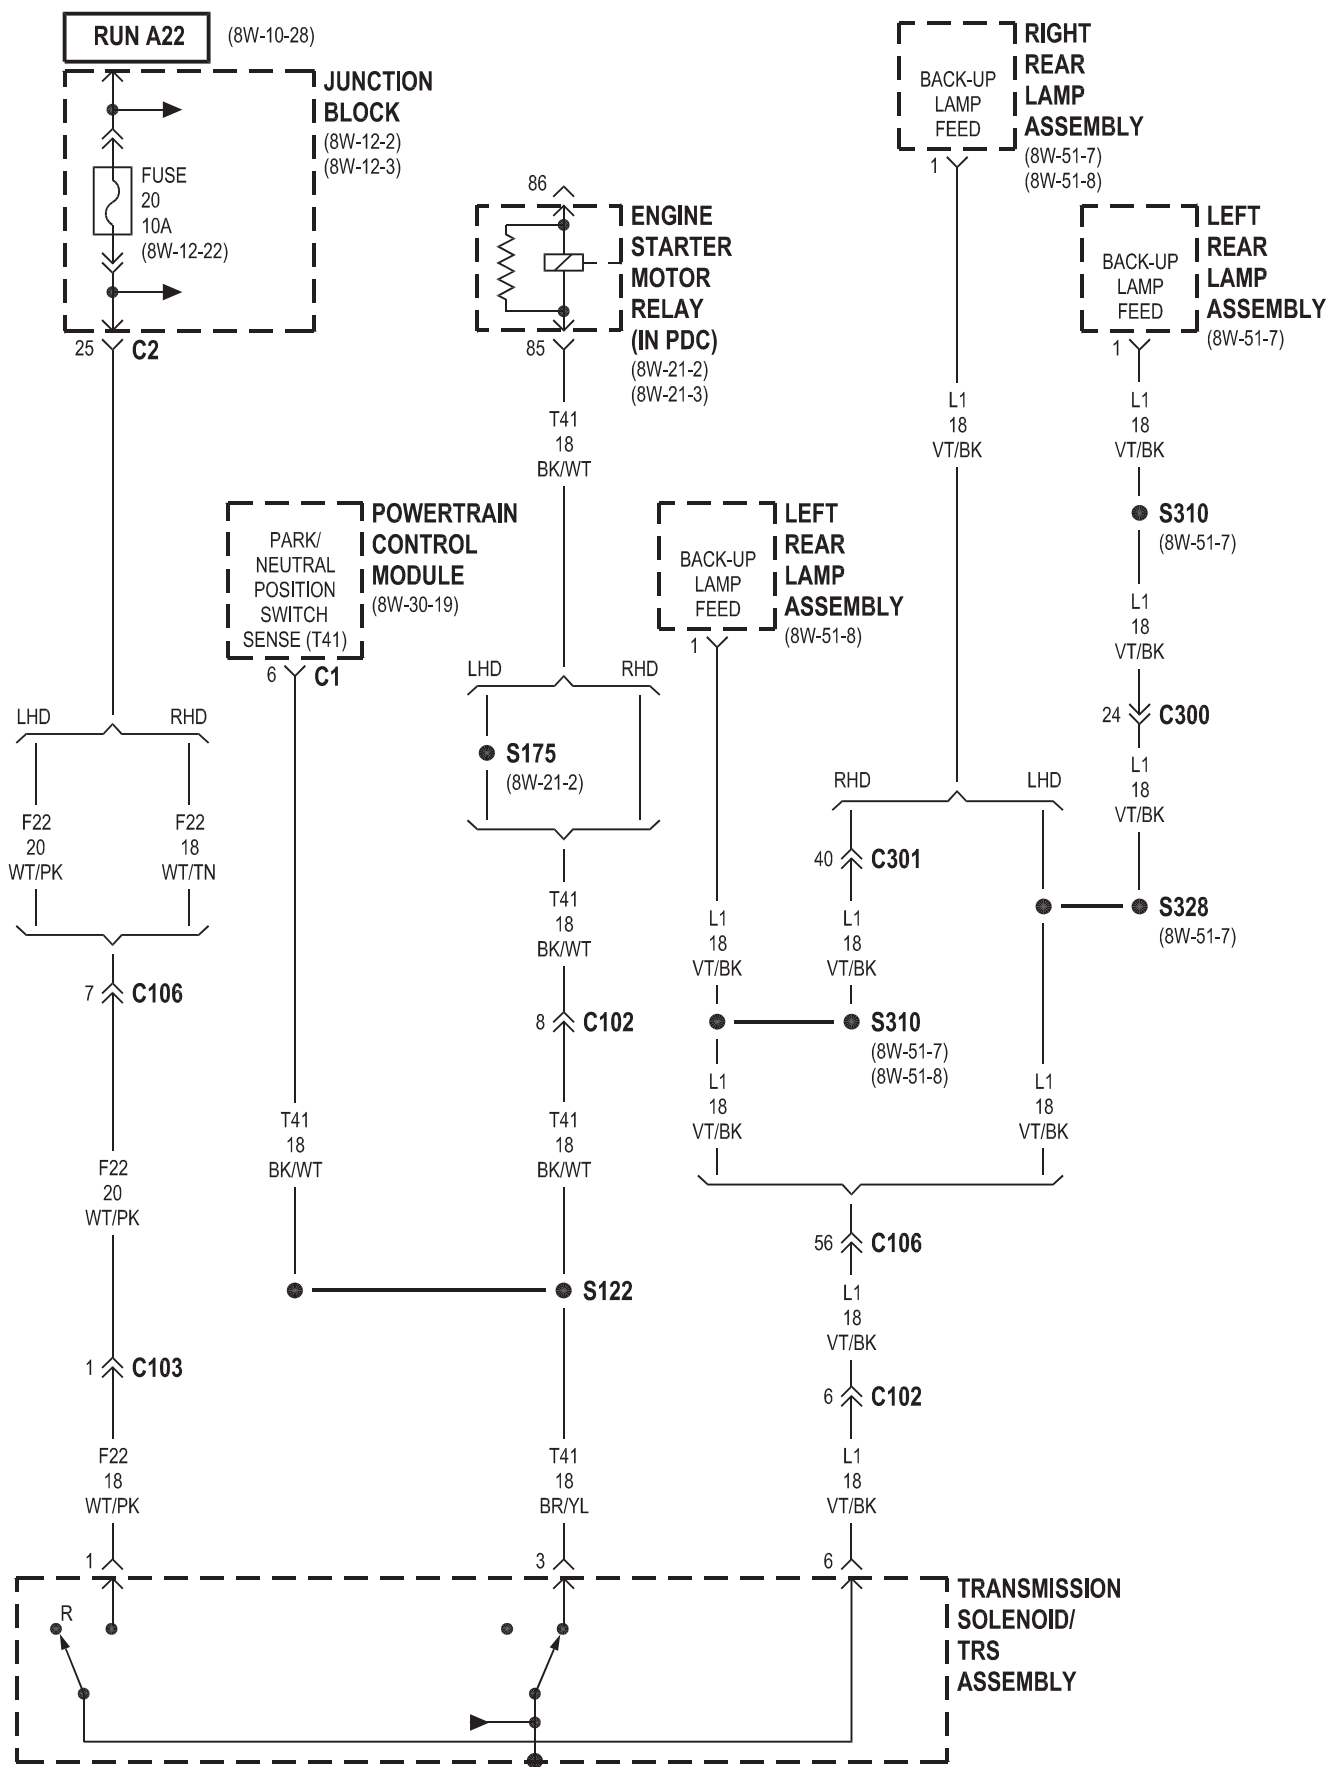 RUN A22
(8W-10-28)
JUNCTION
BLOCK
(8W-12-2)
(8W-12-3)
FUSE
20
10A
(8W-12-22)
25
C2
86
ENGINE
STARTER
MOTOR
RELAY
(IN PDC)
(8W-21-2)
(8W-21-3)
85
T41
18
BK/WT
BACK-UP
LAMP
FEED
RIGHT
REAR
LAMP
ASSEMBLY
(8W-51-7)
(8W-51-8)
1
L1
18
VT/BK
BACK-UP
LAMP
FEED
LEFT
REAR
LAMP
ASSEMBLY
(8W-51-7)
1
L1
18
VT/BK
S310
(8W-51-7)
L1
18
VT/BK
24
C300
L1
18
VT/BK
PARK/
NEUTRAL
POSITION
SWITCH
SENSE (T41)
POWERTRAIN
CONTROL
MODULE
(8W-30-19)
6
C1
BACK-UP
LAMP
FEED
LEFT
REAR
LAMP
ASSEMBLY
(8W-51-8)
1
LHD
RHD
F22
20
WT/PK
F22
18
WT/TN
7
C106
LHD
RHD
S175
(8W-21-2)
T41
18
BK/WT
8
C102
RHD
LHD
40
C301
S328
(8W-51-7)
L1
18
VT/BK
L1
18
VT/BK
S310
(8W-51-7)
(8W-51-8)
L1
18
VT/BK
L1
18
VT/BK
T41
18
BK/WT
T41
18
BK/WT
F22
20
WT/PK
56
C106
S122
L1
18
VT/BK
1
C103
6
C102
F22
18
WT/PK
T41
18
BR/YL
L1
18
VT/BK
1
3
6
R
TRANSMISSION
SOLENOID/
TRS
ASSEMBLY